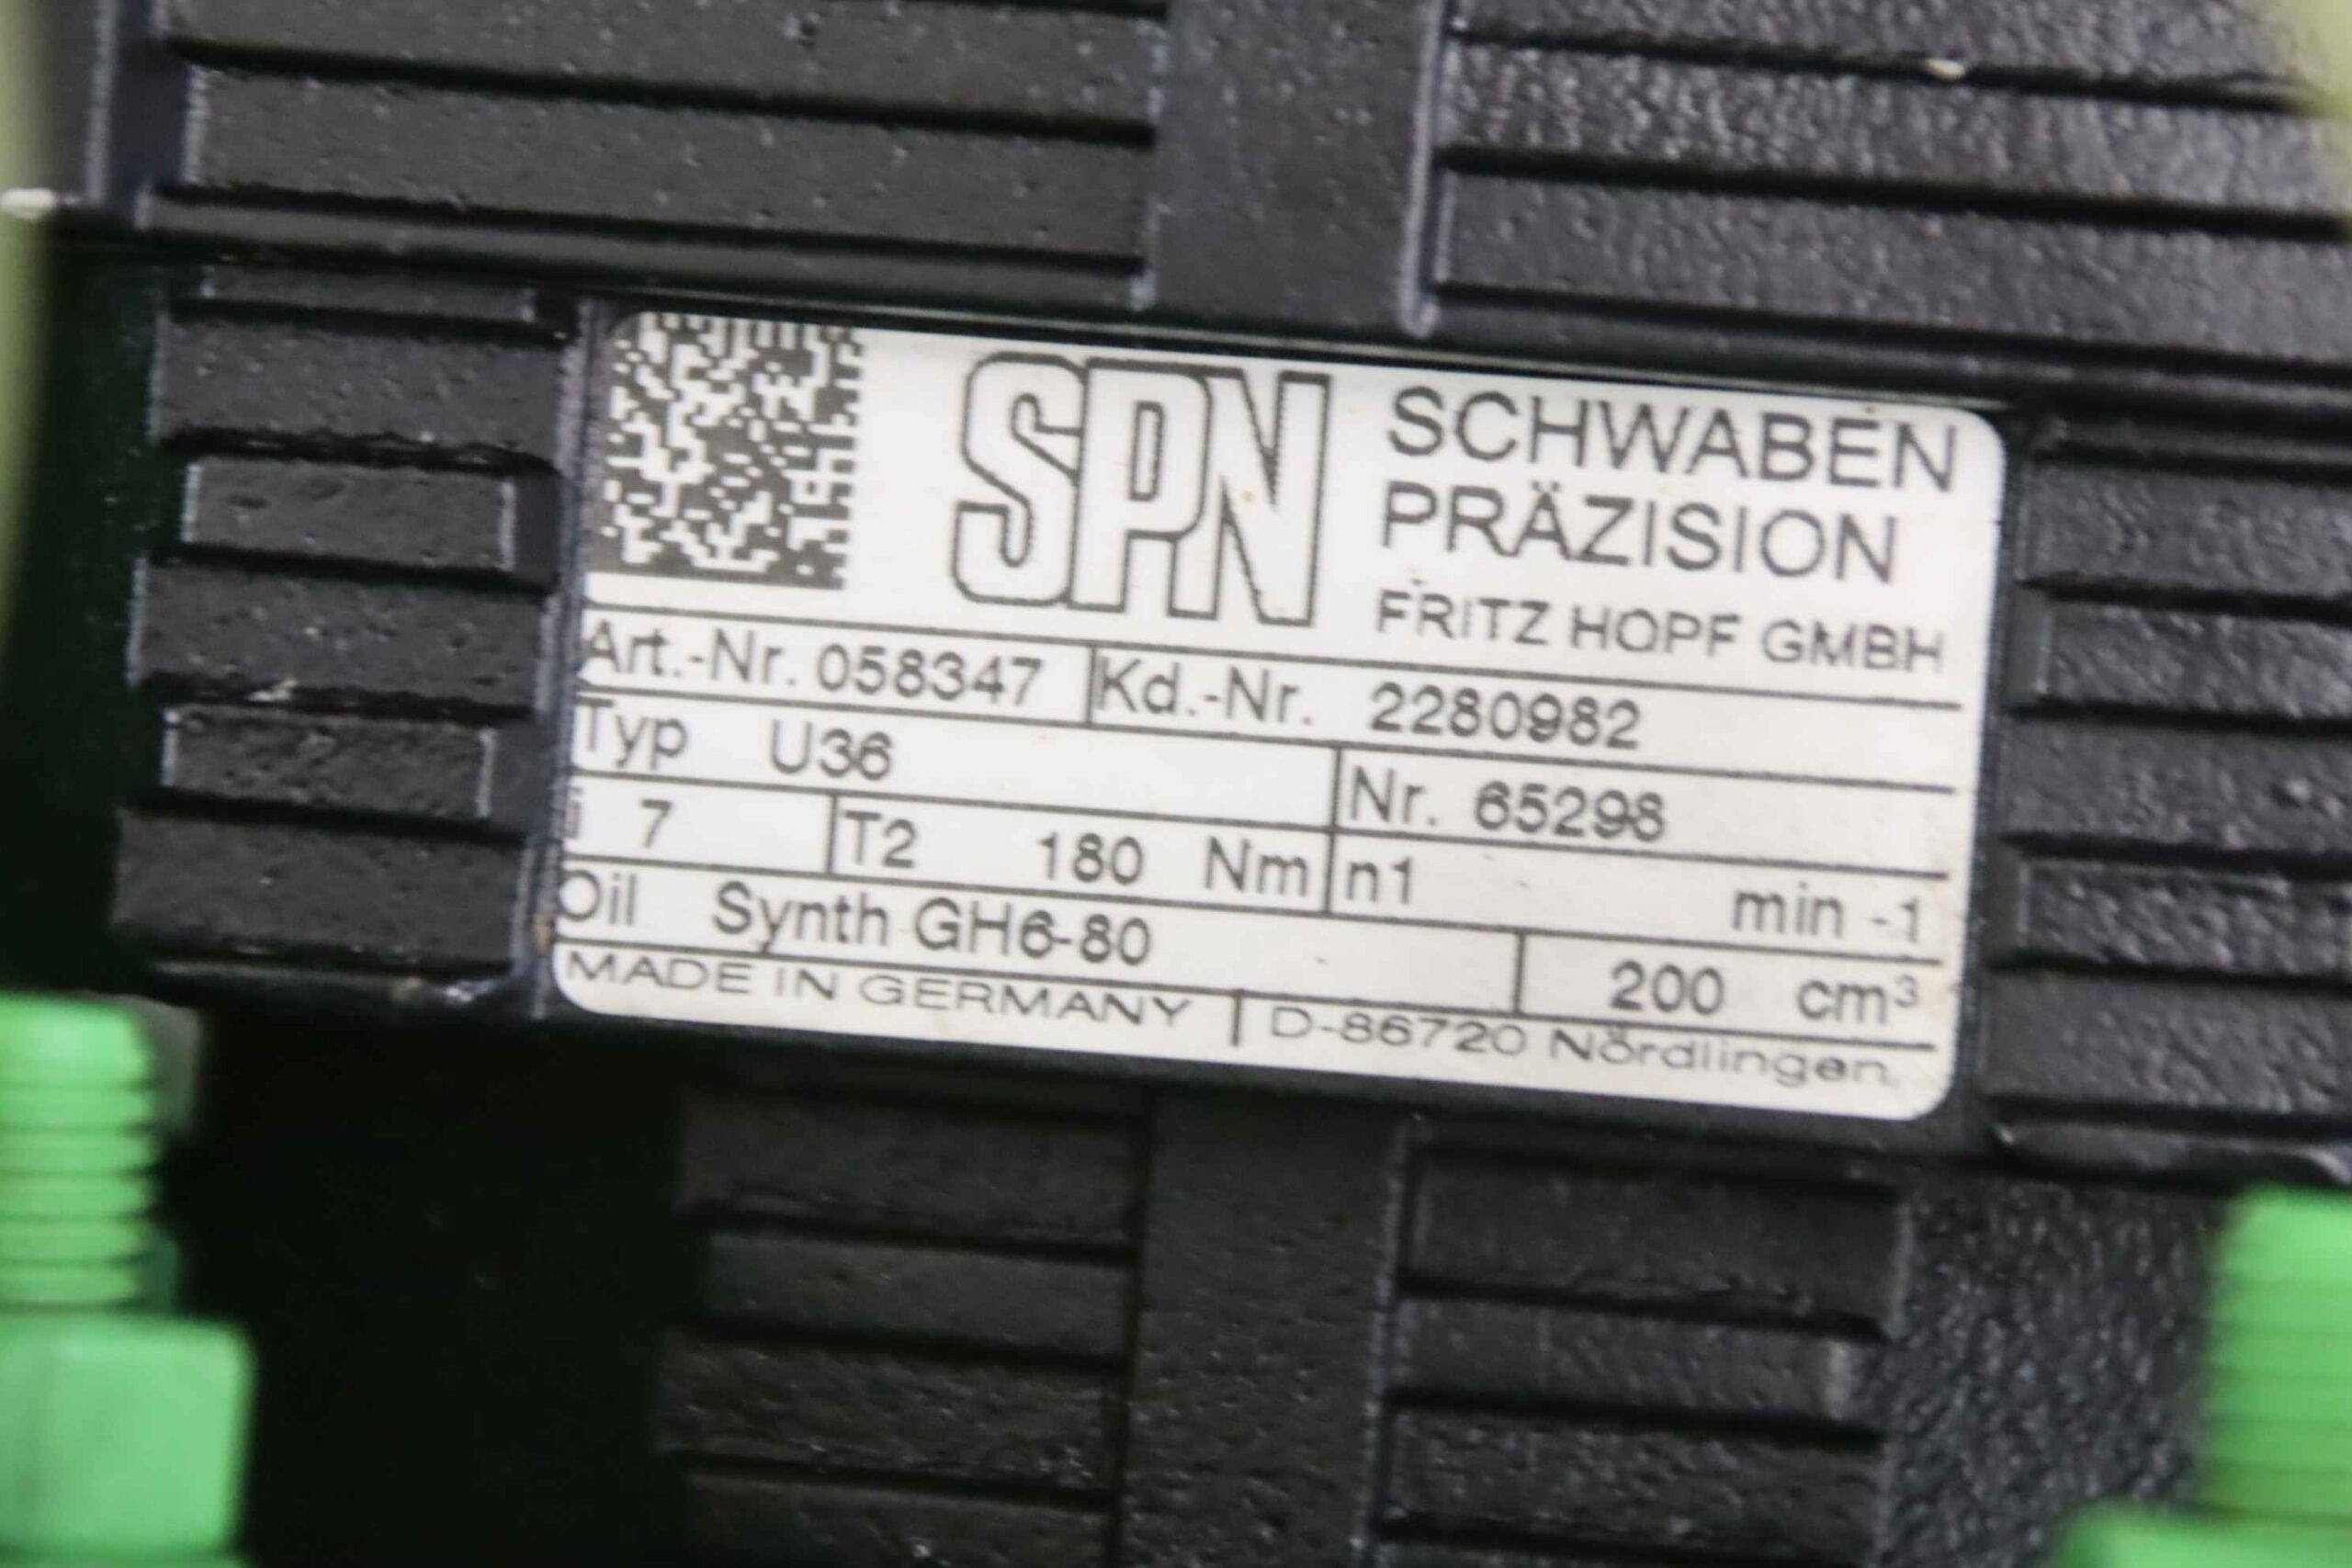 SPN
SCHWABEN
PRÄZISION
FRITZ HOPF GMBH
Art.-Nr. 058347 Kd.-Nr. 2280982
Typ U36 Nr. 65298
i 7 T2 180 Nm n1 min -1
Oil Synth GH6-80 200 cm³
MADE IN GERMANY D-86720 Nördlingen